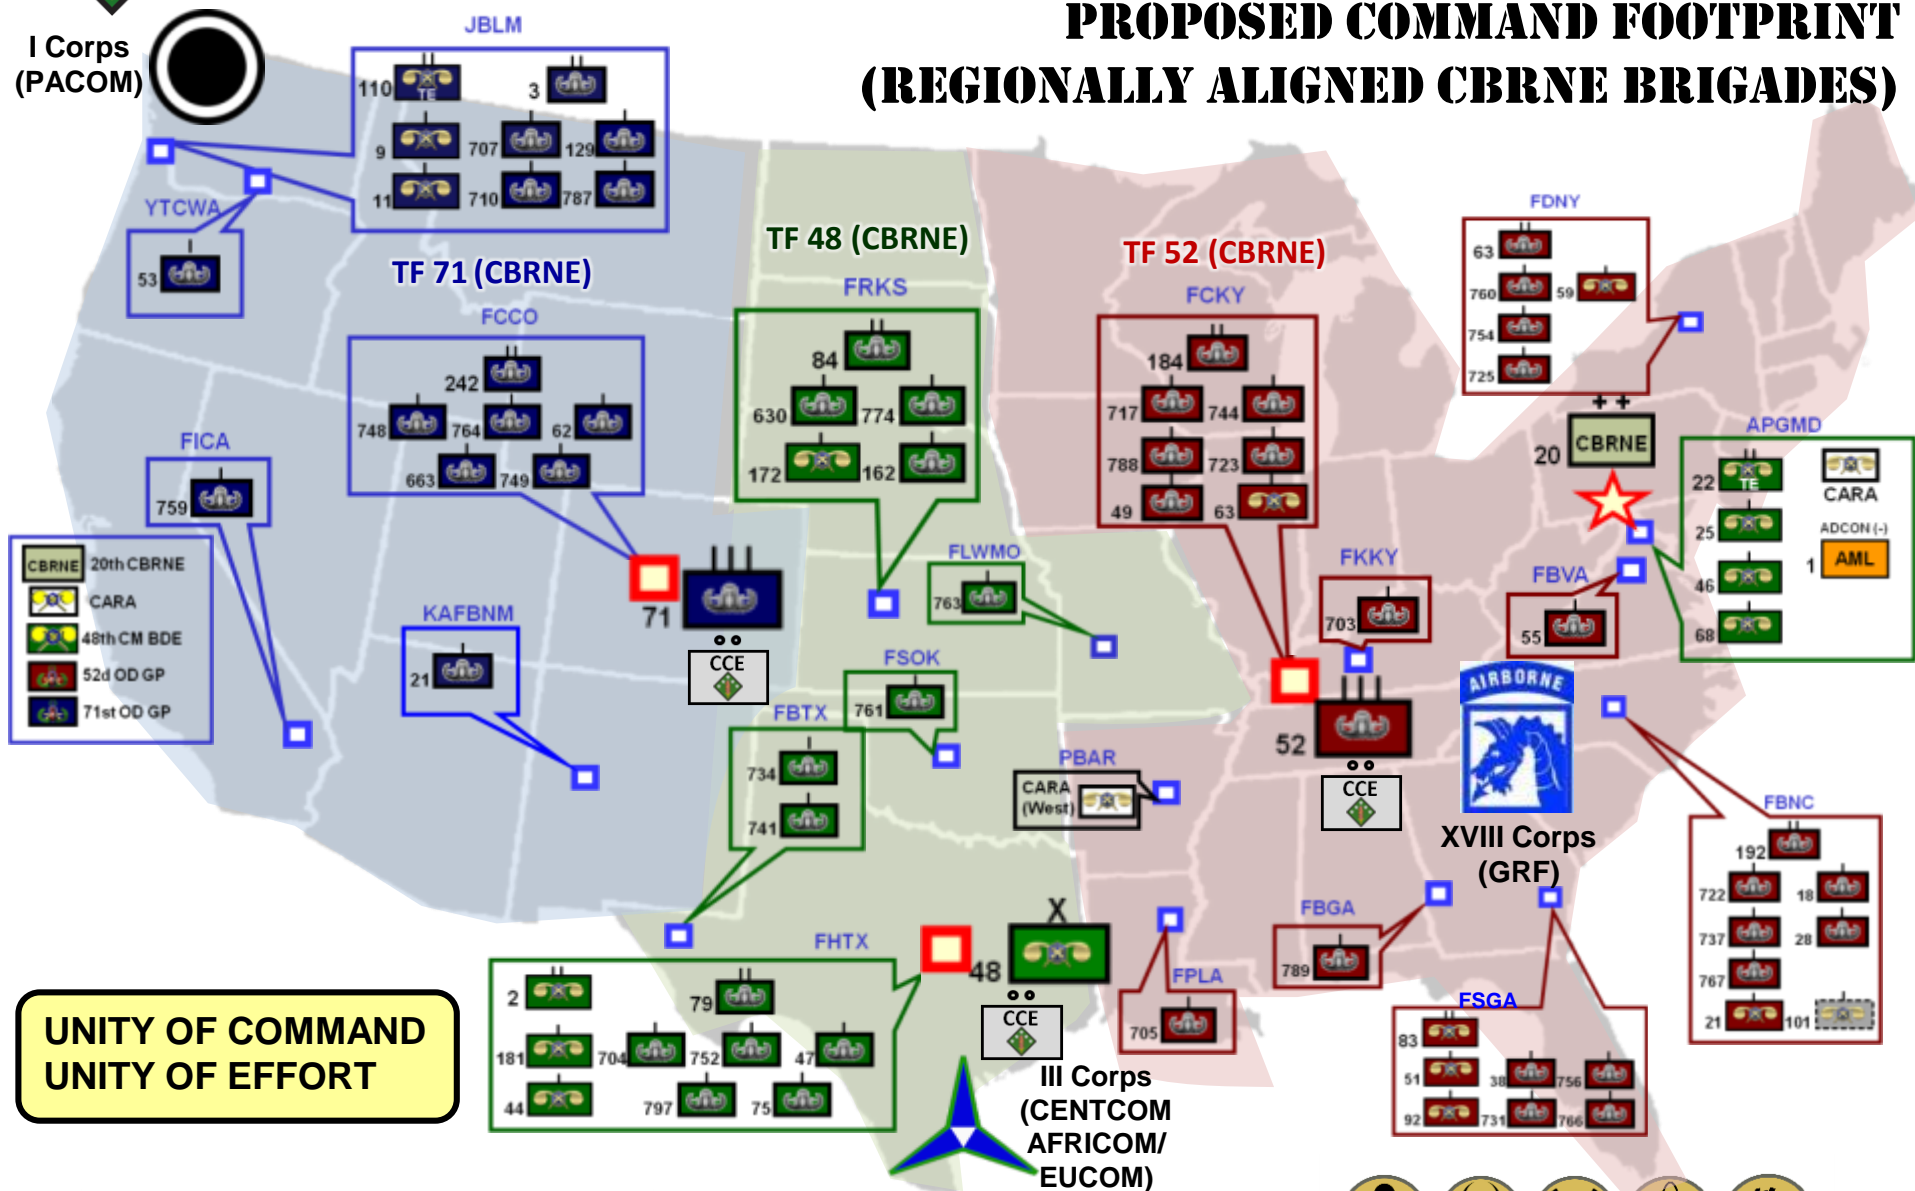 PROPOSED COMMAND FOOTPRINT
(REGIONALLY ALIGNED CBRNE BRIGADES)
I Corps
(PACOM)
JBLM
110
TE
3
9
707
129
11
710
787
YTCWA
53
TF 71 (CBRNE)
FCCO
242
748
764
62
663
749
FICA
759
CBRNE 20th CBRNE
CARA
48th CM BDE
52d OD GP
71st OD GP
KAFBNM
21
71
CCE
TF 48 (CBRNE)
FRKS
84
630
774
172
162
FLWMO
763
FSOK
761
FBTX
734
741
FHTX
2
79
181
704
752
47
44
797
75
48
X
CCE
III Corps
(CENTCOM
AFRICOM/
EUCOM)
TF 52 (CBRNE)
FCKY
184
717
744
788
723
49
63
FKKY
703
52
CCE
PBAR
CARA
(West)
FPLA
705
FBGA
789
FSGA
83
51
38
756
92
731
766
AIRBORNE
XVIII Corps
(GRF)
FBNC
192
722
18
737
28
767
21
101
FBVA
55
FDNY
63
760
59
754
725
++
20
CBRNE
APGMD
22
TE
CARA
25
ADCON (-)
46
1
AML
68
UNITY OF COMMAND
UNITY OF EFFORT